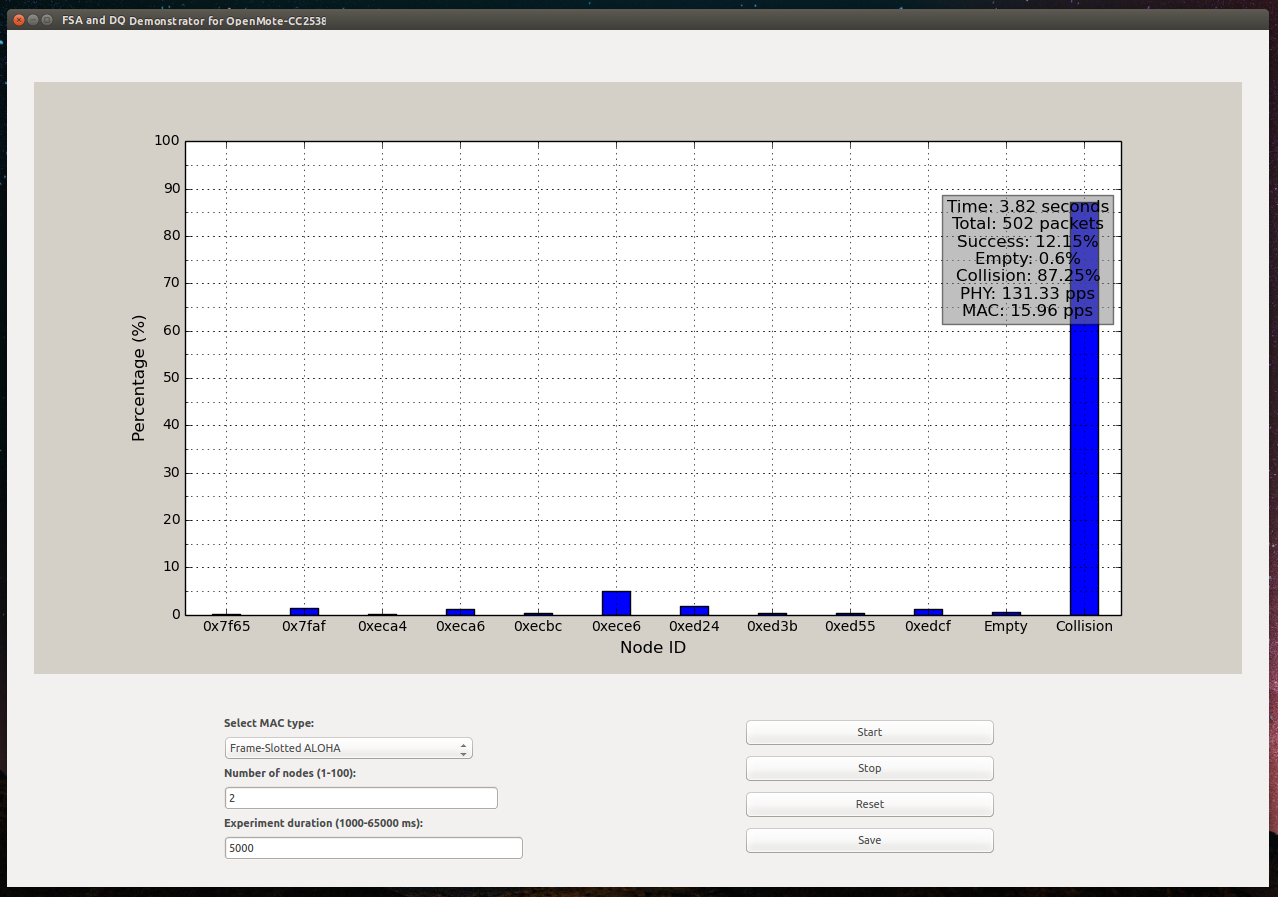 FSA and DQ Demonstrator for OpenMote-CC2538
100
90
80
70
60
50
40
30
20
10
0
Percentage (%)
Time: 3.82 seconds
Total: 502 packets
Success: 12.15%
Empty: 0.6%
Collision: 87.25%
PHY: 131.33 pps
MAC: 15.96 pps
0x7f65 0x7faf 0xeca4 0xeca6 0xecbc 0xece6 0xed24 0xed3b 0xed55 0xedcf Empty Collision
Node ID
Select MAC type:
Frame-Slotted ALOHA
Number of nodes (1-100):
2
Experiment duration (1000-65000 ms):
5000
Start
Stop
Reset
Save